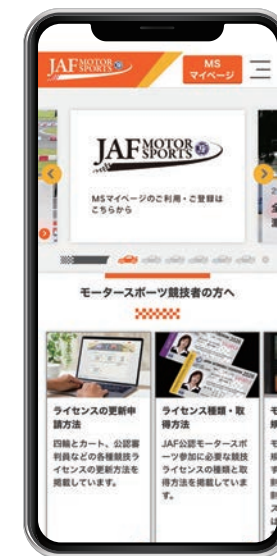 JAF MOTOR SPORTS
MS
マイページ
JAF MOTOR SPORTS
MSマイページのご利用・ご登録は
こちらから
モータースポーツ競技者の方へ
ライセンスの更新申
請方法
四輪とカート、公認審
判員などの各種競技ラ
イセンスの更新方法を
掲載しています。
ライセンス種類・取
得方法
JAF公認モータースポ
ーツ参加に必要な競技
ライセンスの種類と取
得方法を掲載していま
す。